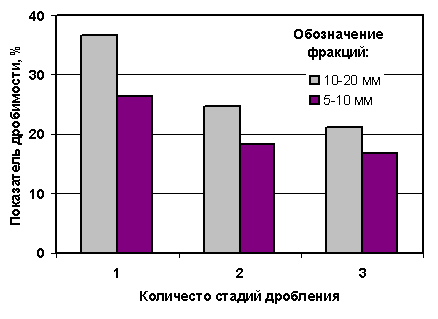 40
30
20
10
0
Показатель дробимости, %
Обозначение
фракций:
10-20 мм
5-10 мм
1 2 3
Количесто стадий дробления